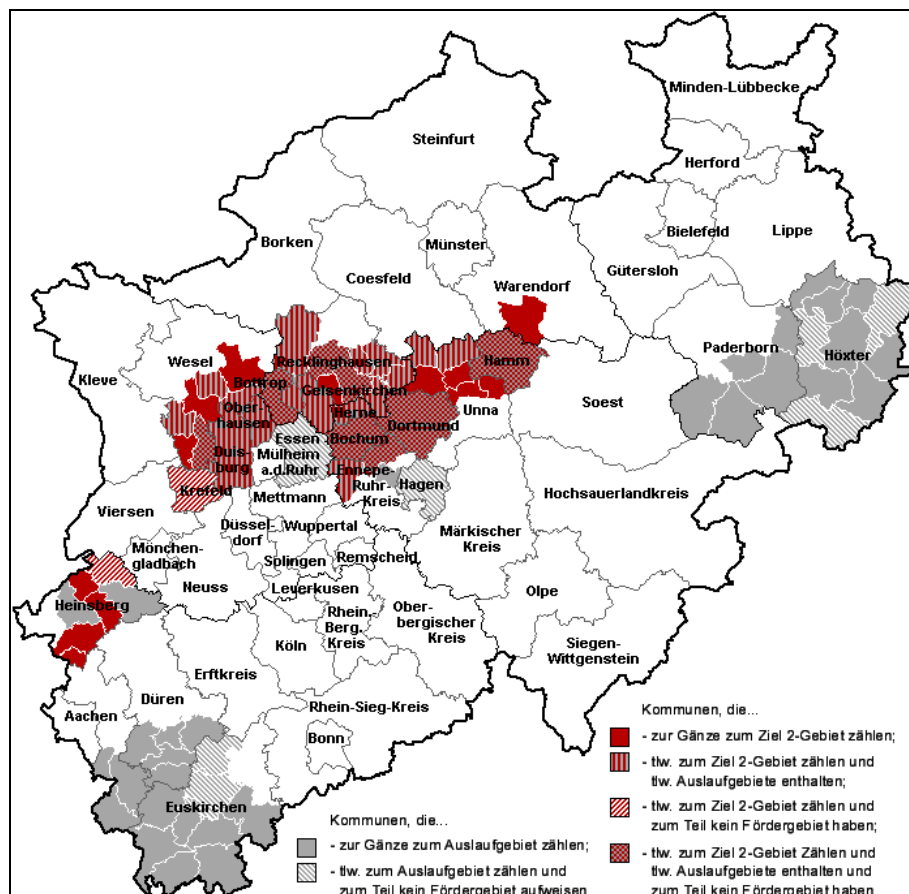 Minden-Lübbecke
Steinfurt
Herford
Borken
Münster
Bielefeld
Lippe
Coesfeld
Gütersloh
Warendorf
Wesel
Recklinghausen
Hamm
Paderborn
Höxter
Kleve
Bottrop
Gelsenkirchen
Ober-
hausen
Herne
Unna
Soest
Dortmund
Essen
Bochum
Duis-
burg
Mülheim
a.d.Ruhr
Ennepe-
Ruhr-
Kreis
Hagen
Krefeld
Mettmann
Hochsauerlandkreis
Viersen
Düssel-
dorf
Wuppertal
Märkischer
Kreis
Mönchen-
gladbach
Solingen
Remscheid
Neuss
Leverkusen
Heinsberg
Olpe
Rhein.
Berg.
Kreis
Ober-
bergischer
Kreis
Köln
Siegen-
Wittgenstein
Erftkreis
Düren
Rhein-Sieg-Kreis
Aachen
Bonn
Euskirchen
Kommunen, die...
- zur Gänze zum Ziel 2-Gebiet zählen;
- tlw. zum Ziel 2-Gebiet zählen und
tlw. Auslaufgebiete enthalten;
- tlw. zum Ziel 2-Gebiet zählen und
zum Teil kein Fördergebiet haben;
- tlw. zum Ziel 2-Gebiet Zählen und
tlw. Auslaufgebiete enthalten und
zum Teil kein Fördergebiet haben
Kommunen, die...
- zur Gänze zum Auslaufgebiet zählen;
- tlw. zum Auslaufgebiet zählen und
zum Teil kein Fördergebiet aufweisen